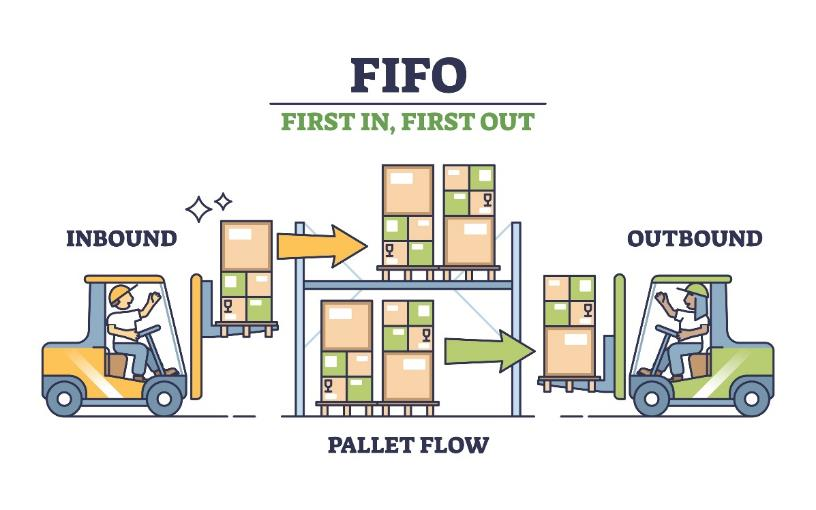 FIFO
FIRST IN, FIRST OUT
INBOUND
OUTBOUND
PALLET FLOW